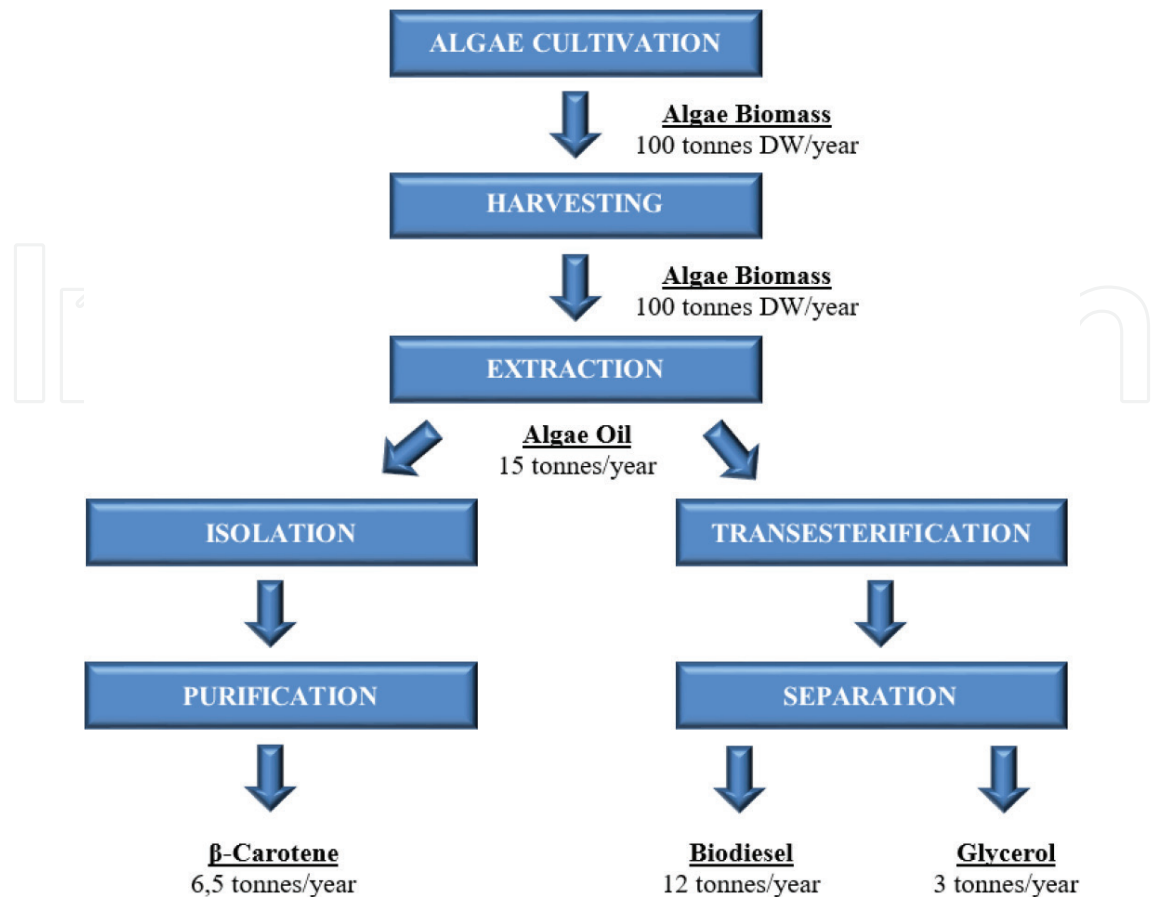 ALGAE CULTIVATION
Algae Biomass
100 tonnes DW/year
HARVESTING
Algae Biomass
100 tonnes DW/year
EXTRACTION
Algae Oil
15 tonnes/year
ISOLATION
TRANSESTERIFICATION
PURIFICATION
SEPARATION
β-Carotene
6,5 tonnes/year
Biodiesel
12 tonnes/year
Glycerol
3 tonnes/year